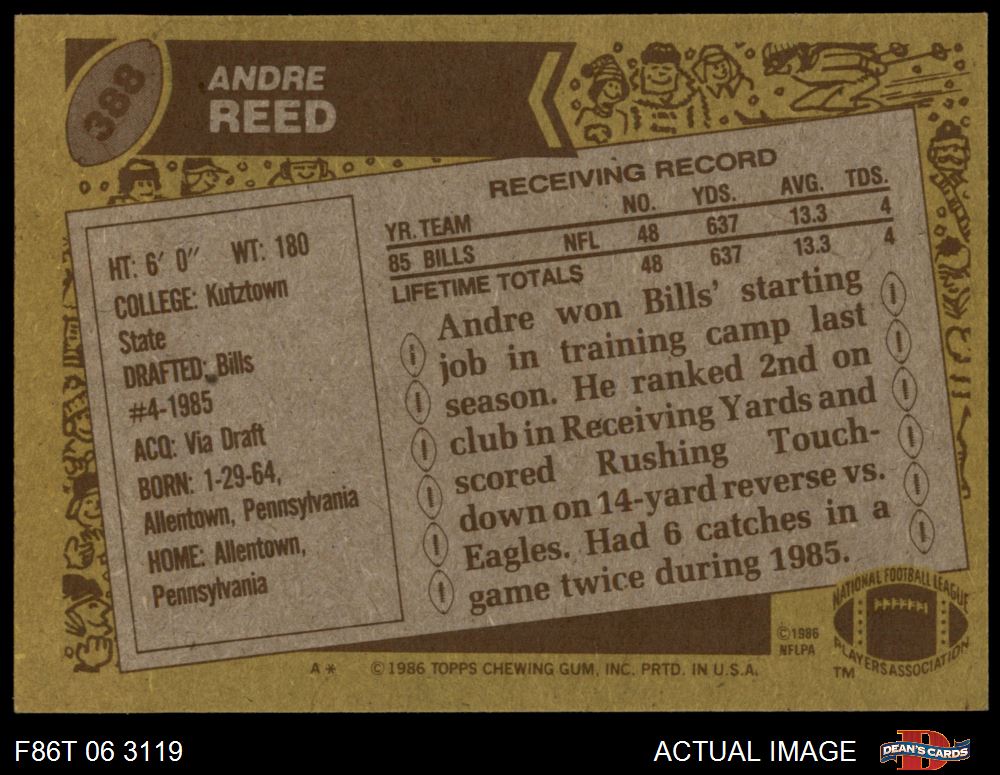 388
ANDRE
REED
RECEIVING RECORD
YR. TEAM NO. YDS. AVG. TDS.
85 BILLS NFL 48 637 13.3 4
LIFETIME TOTALS 48 637 13.3 4
HT: 6' 0" WT: 180
COLLEGE: Kutztown
State
DRAFTED: Bills
#4-1985
ACQ: Via Draft
BORN: 1-29-64,
Allentown, Pennsylvania
HOME: Allentown,
Pennsylvania
Andre won Bills' starting
job in training camp last
season. He ranked 2nd on
club in Receiving Yards and
scored Rushing Touch-
down on 14-yard reverse vs.
Eagles. Had 6 catches in a
game twice during 1985.
©1986
NFLPA
NATIONAL FOOTBALL LEAGUE
PLAYERS ASSOCIATION
TM
A* ©1986 TOPPS CHEWING GUM, INC. PRTD. IN U.S.A.
F86T 06 3119
ACTUAL IMAGE
D
DEAN'S CARDS